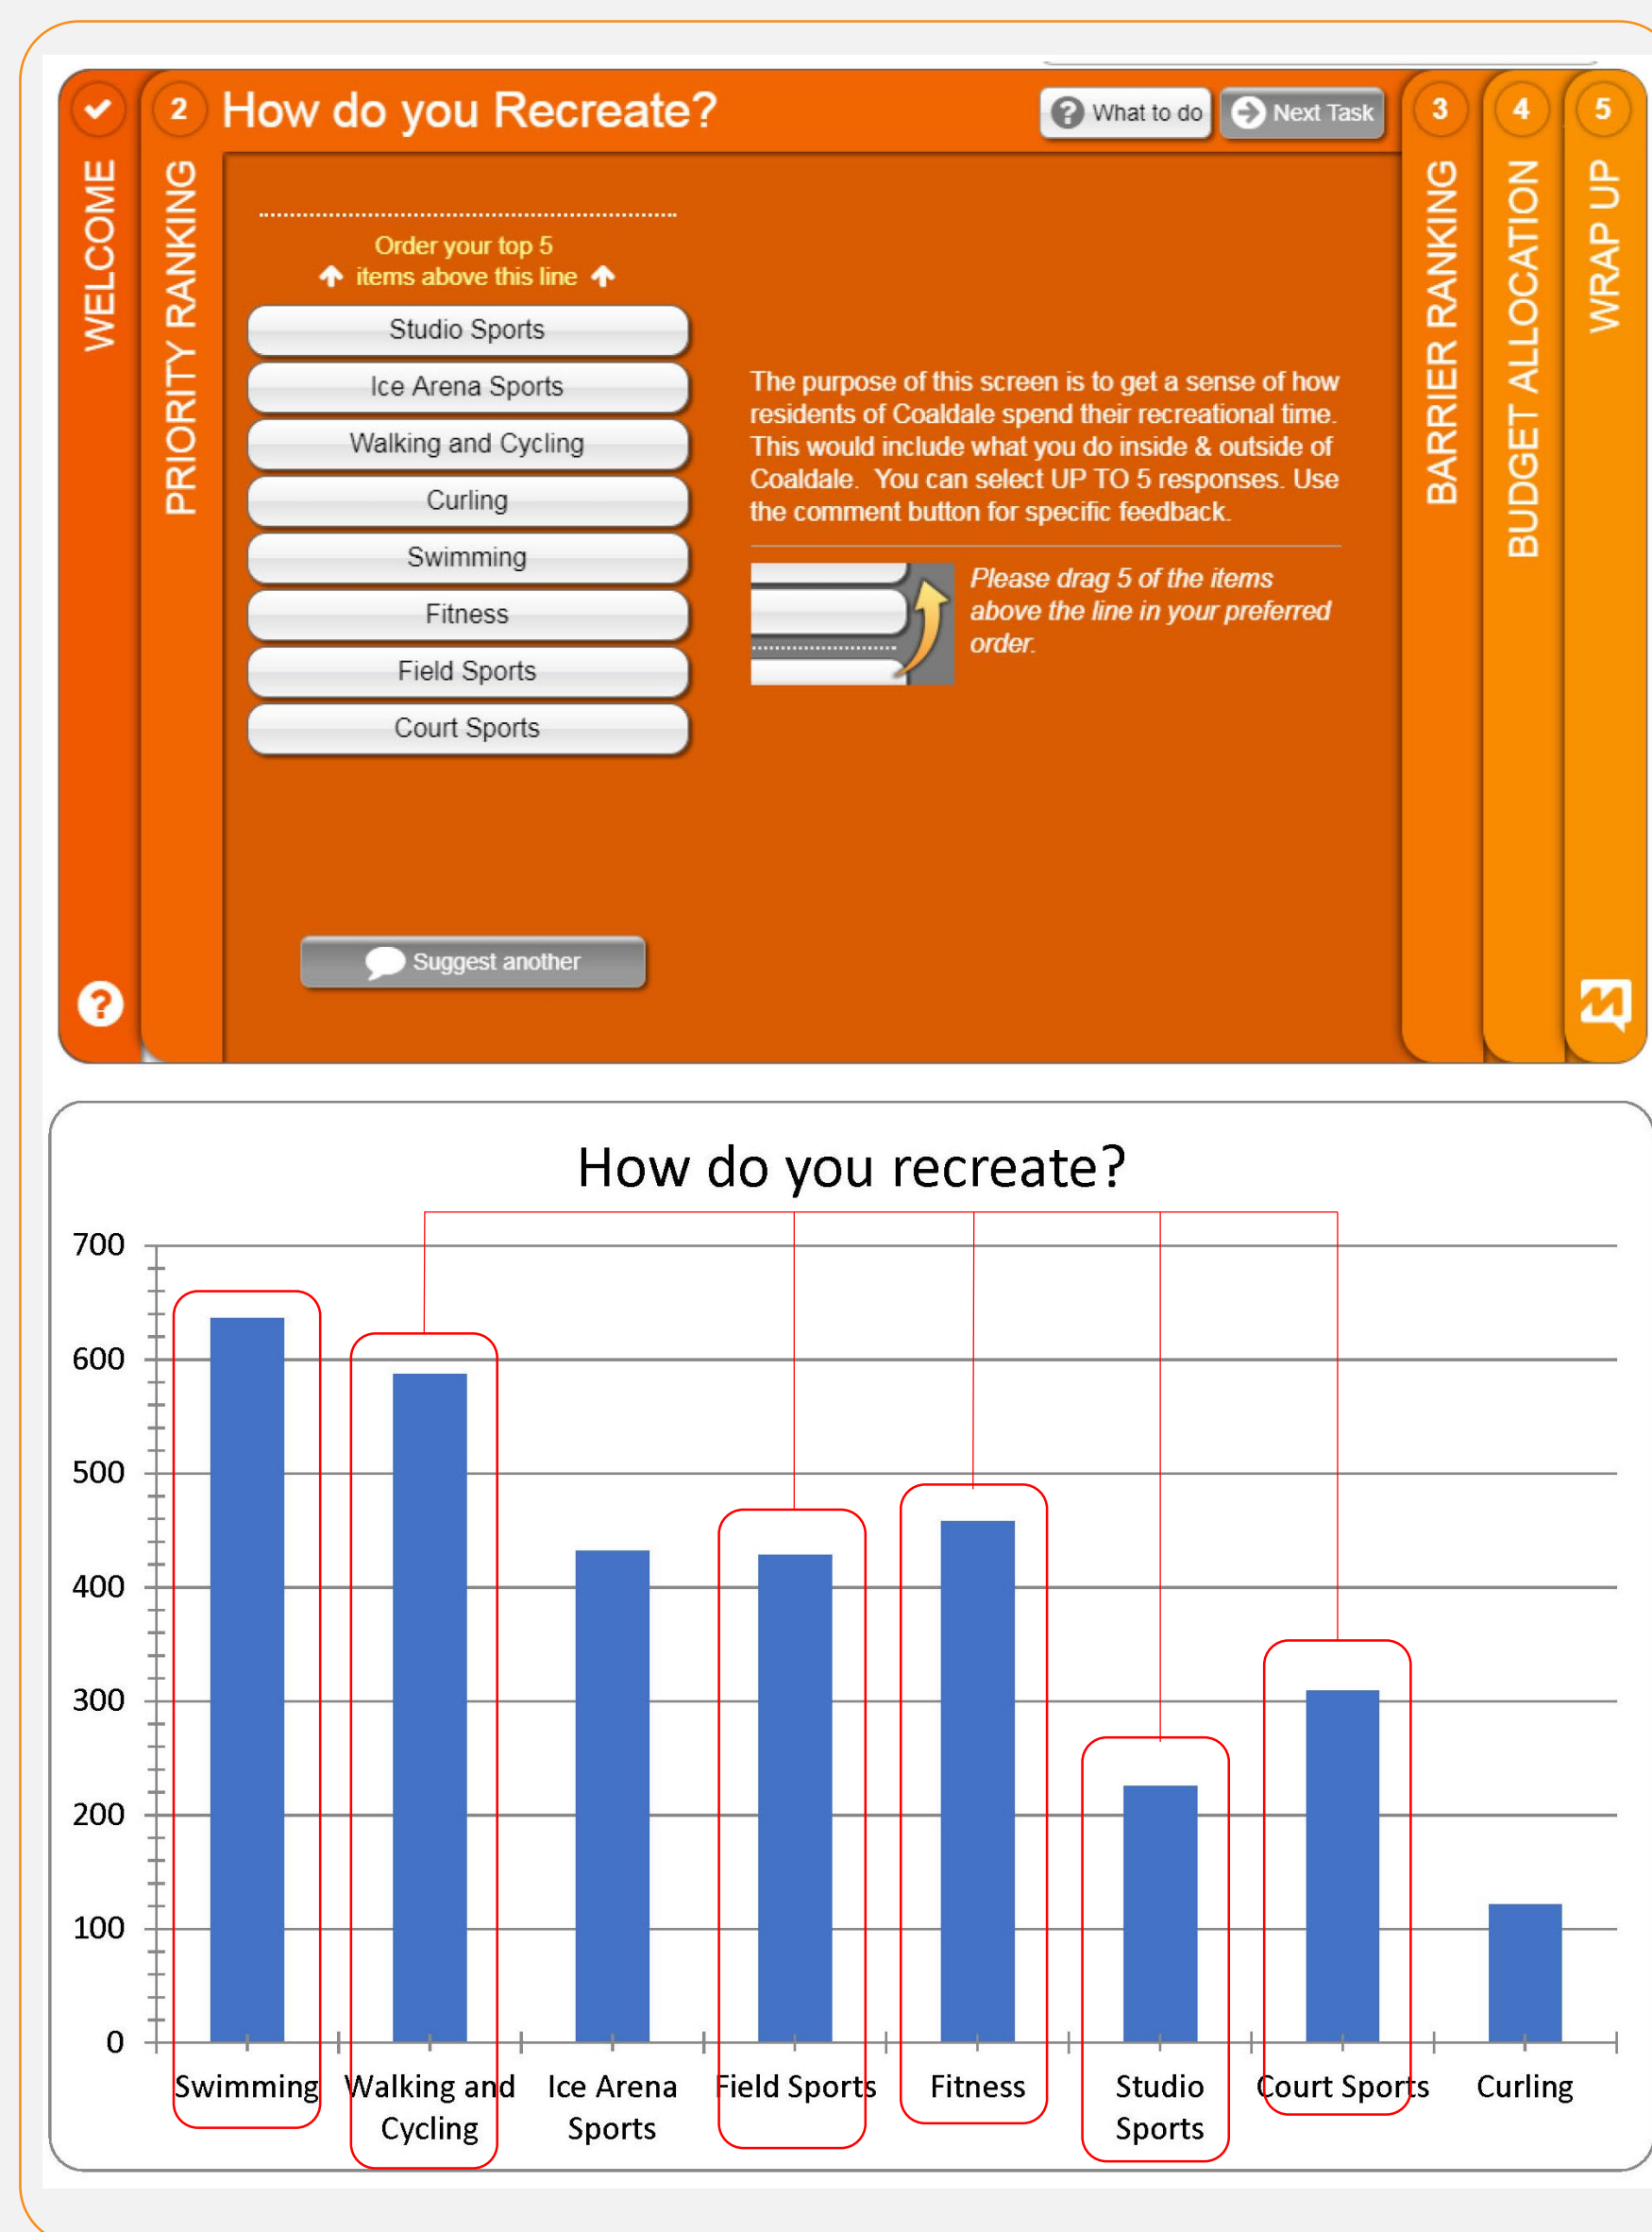 2 How do you Recreate?
What to do
Next Task
3
4
5
WELCOME
PRIORITY RANKING
BARRIER RANKING
BUDGET ALLOCATION
WRAP UP
Order your top 5
items above this line
Studio Sports
Ice Arena Sports
Walking and Cycling
Curling
Swimming
Fitness
Field Sports
Court Sports
The purpose of this screen is to get a sense of how
residents of Coaldale spend their recreational time.
This would include what you do inside & outside of
Coaldale. You can select UP TO 5 responses. Use
the comment button for specific feedback.
Please drag 5 of the items
above the line in your preferred
order.
Suggest another
?
How do you recreate?
700
600
500
400
300
200
100
0
Swimming
Walking and
Cycling
Ice Arena
Sports
Field Sports
Fitness
Studio
Sports
Court Sports
Curling